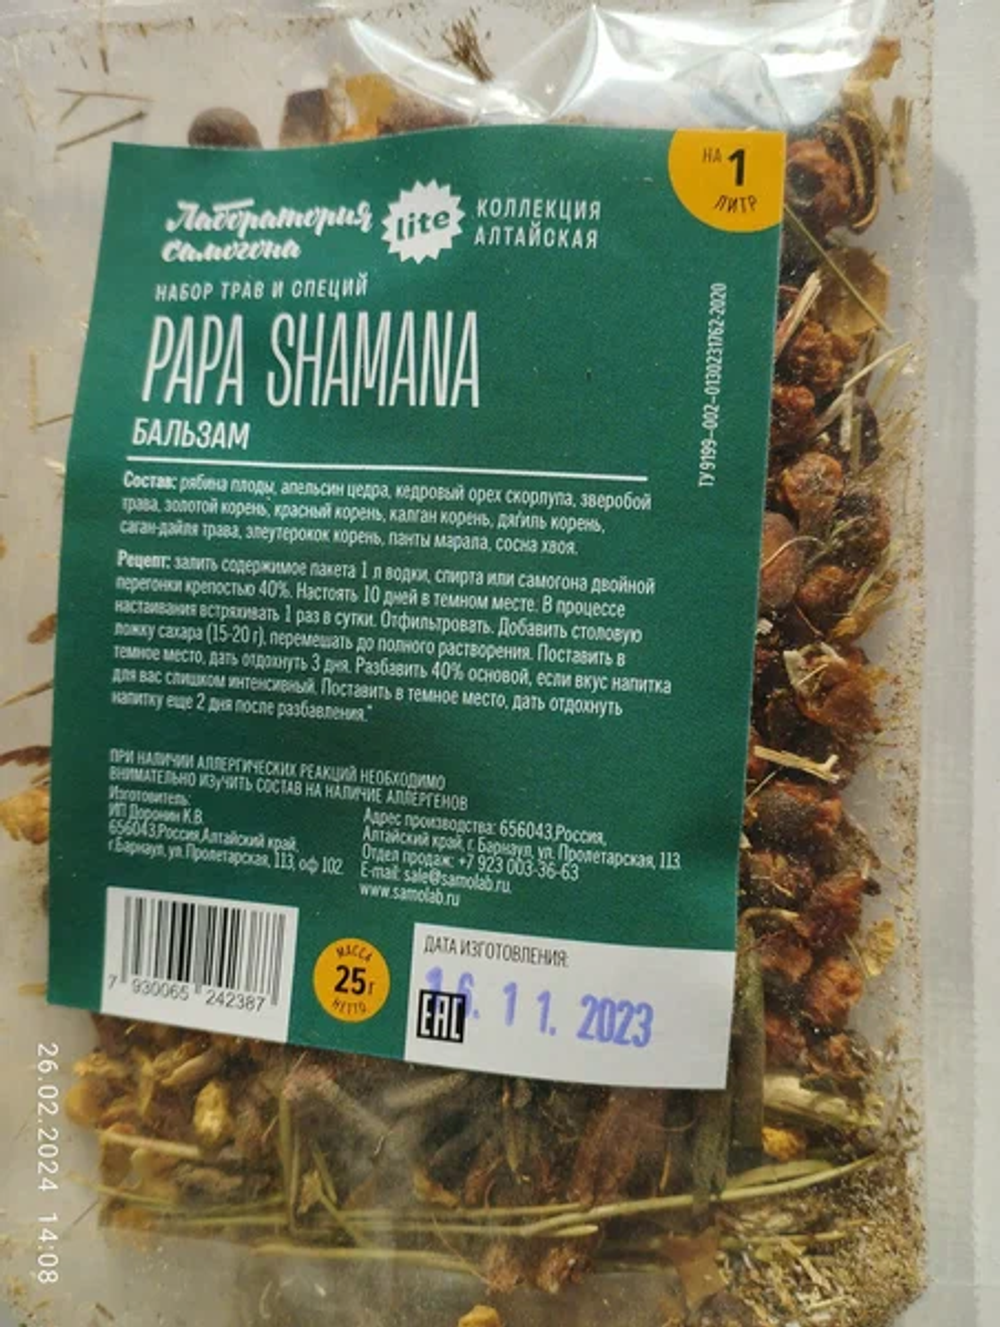 НА
1
ЛИТР
Лаборатория
самогона
lite
КОЛЛЕКЦИЯ
АЛТАЙСКАЯ
НАБОР ТРАВ И СПЕЦИЙ
PAPA SHAMANA
БАЛЬЗАМ
ТУ 9199-002-0130231762-2020
Состав: рябина плоды, апельсин цедра, кедровый орех скорлупа, зверобой
трава, золотой корень, красный корень, калган корень, дягиль корень,
саган-дайля трава, элеутерокок корень, панты марала, сосна хвоя.
Рецепт: залить содержимое пакета 1 л водки, спирта или самогона двойной
перегонки крепостью 40%. Настоять 10 дней в темном месте. В процессе
настаивания встряхивать 1 раз в сутки. Отфильтровать. Добавить столовую
ложку сахара (15-20 г), перемешать до полного растворения. Поставить в
темное место, дать отдохнуть 3 дня. Разбавить 40% основой, если вкус напитка
для вас слишком интенсивный. Поставить в темное место, дать отдохнуть
напитку еще 2 дня после разбавления."
ПРИ НАЛИЧИИ АЛЛЕРГИЧЕСКИХ РЕАКЦИЙ НЕОБХОДИМО
ВНИМАТЕЛЬНО ИЗУЧИТЬ СОСТАВ НА НАЛИЧИЕ АЛЛЕРГЕНОВ
Изготовитель:
ИП Доронин К.В.
656043,Россия,Алтайский край,
г.Барнаул, ул.Пролетарская, 113, оф 102
Адрес производства: 656043,Россия,
Алтайский край, г. Барнаул, ул. Пролетарская, 113
Отдел продаж: +7 923 003-36-63
E-mail: sale@samolab.ru
www.samolab.ru
7 930065 242387
МАССА
25 г
НЕТТО
ДАТА ИЗГОТОВЛЕНИЯ:
16. 11. 2023
EAC
26.02.2024 14:08